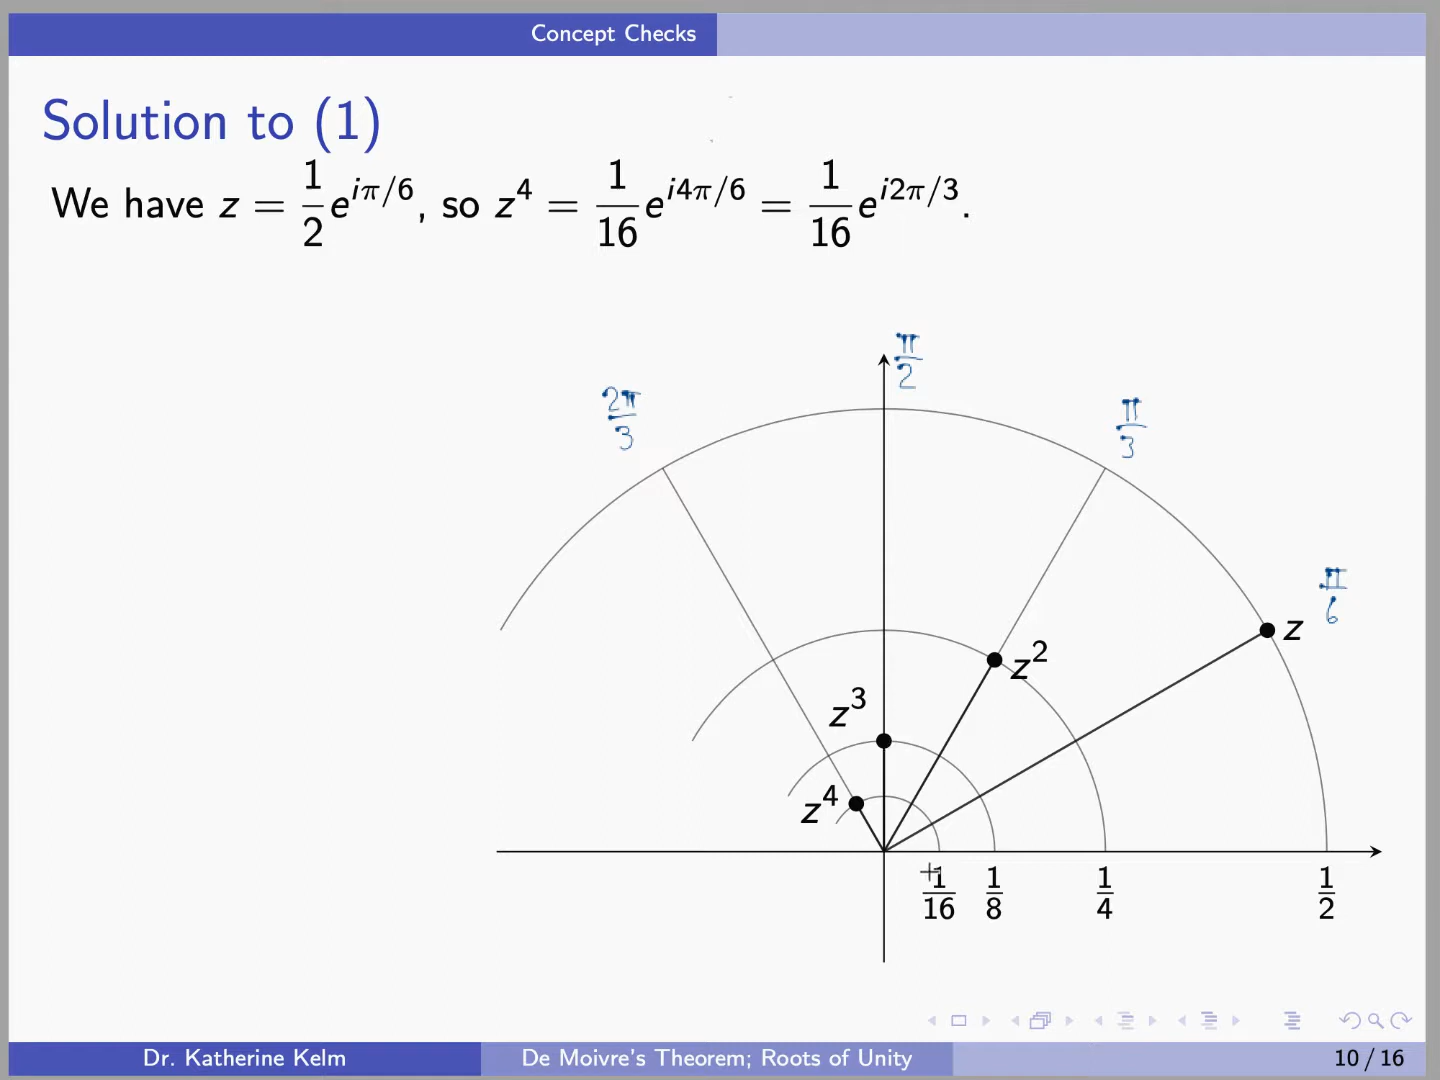 Concept Checks
Solution to (1)
We have z = 1/2 e^{iπ/6}, so z^4 = 1/16 e^{i4π/6} = 1/16 e^{i2π/3}.
π/2
2π/3
π/3
π/6
z
z^2
z^3
z^4
1/16 1/8 1/4 1/2
Dr. Katherine Kelm De Moivre's Theorem; Roots of Unity 10 / 16